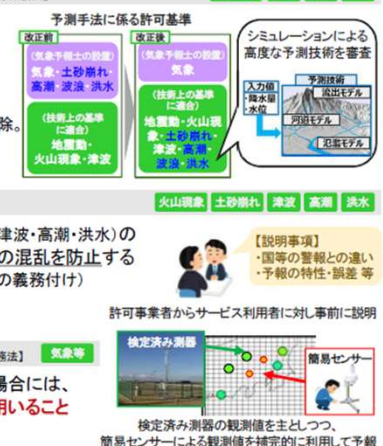 予測手法に係る許可基準
改正前
(気象予報士の設置)
気象・土砂崩れ・
高潮・波浪・洪水
(技術上の基準
に適合)
地震動・
火山現象・津波
改正後
(気象予報士の設置)
気象
(技術上の基準
に適合)
地震動・火山現
象・土砂崩れ・
津波・高潮・
波浪・洪水
シミュレーションによる
高度な予測技術を審査
入力値
・降水量
・水位
予測技術
流出モデル
河道モデル
氾濫モデル
除。
火山現象 土砂崩れ 津波 高潮 洪水
津波・高潮・洪水)の
の混乱を防止する
の義務付け)
【説明事項】
・国等の警報との違い
・予報の特性・誤差 等
許可事業者からサービス利用者に対し事前に説明
務法】 気象等
場合には、
用いること
検定済み測器
簡易センサー
検定済み測器の観測値を主としつつ、
簡易センサーによる観測値を補完的に利用して予報